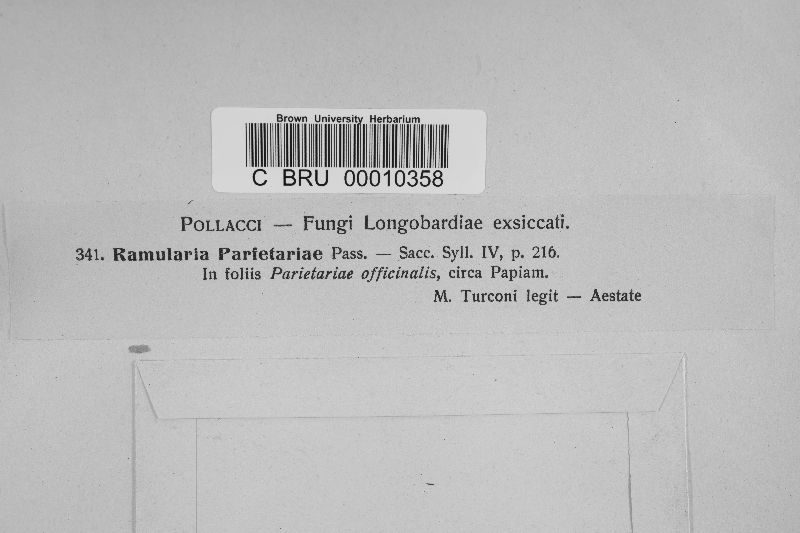 Brown University Herbarium
C BRU 00010358
POLLACCI — Fungi Longobardiae exsiccati.
341. Ramularia Parietariae Pass. — Sacc. Syll. IV, p. 216.
In foliis Parietariae officinalis, circa Papiam.
M. Turconi legit — Aestate